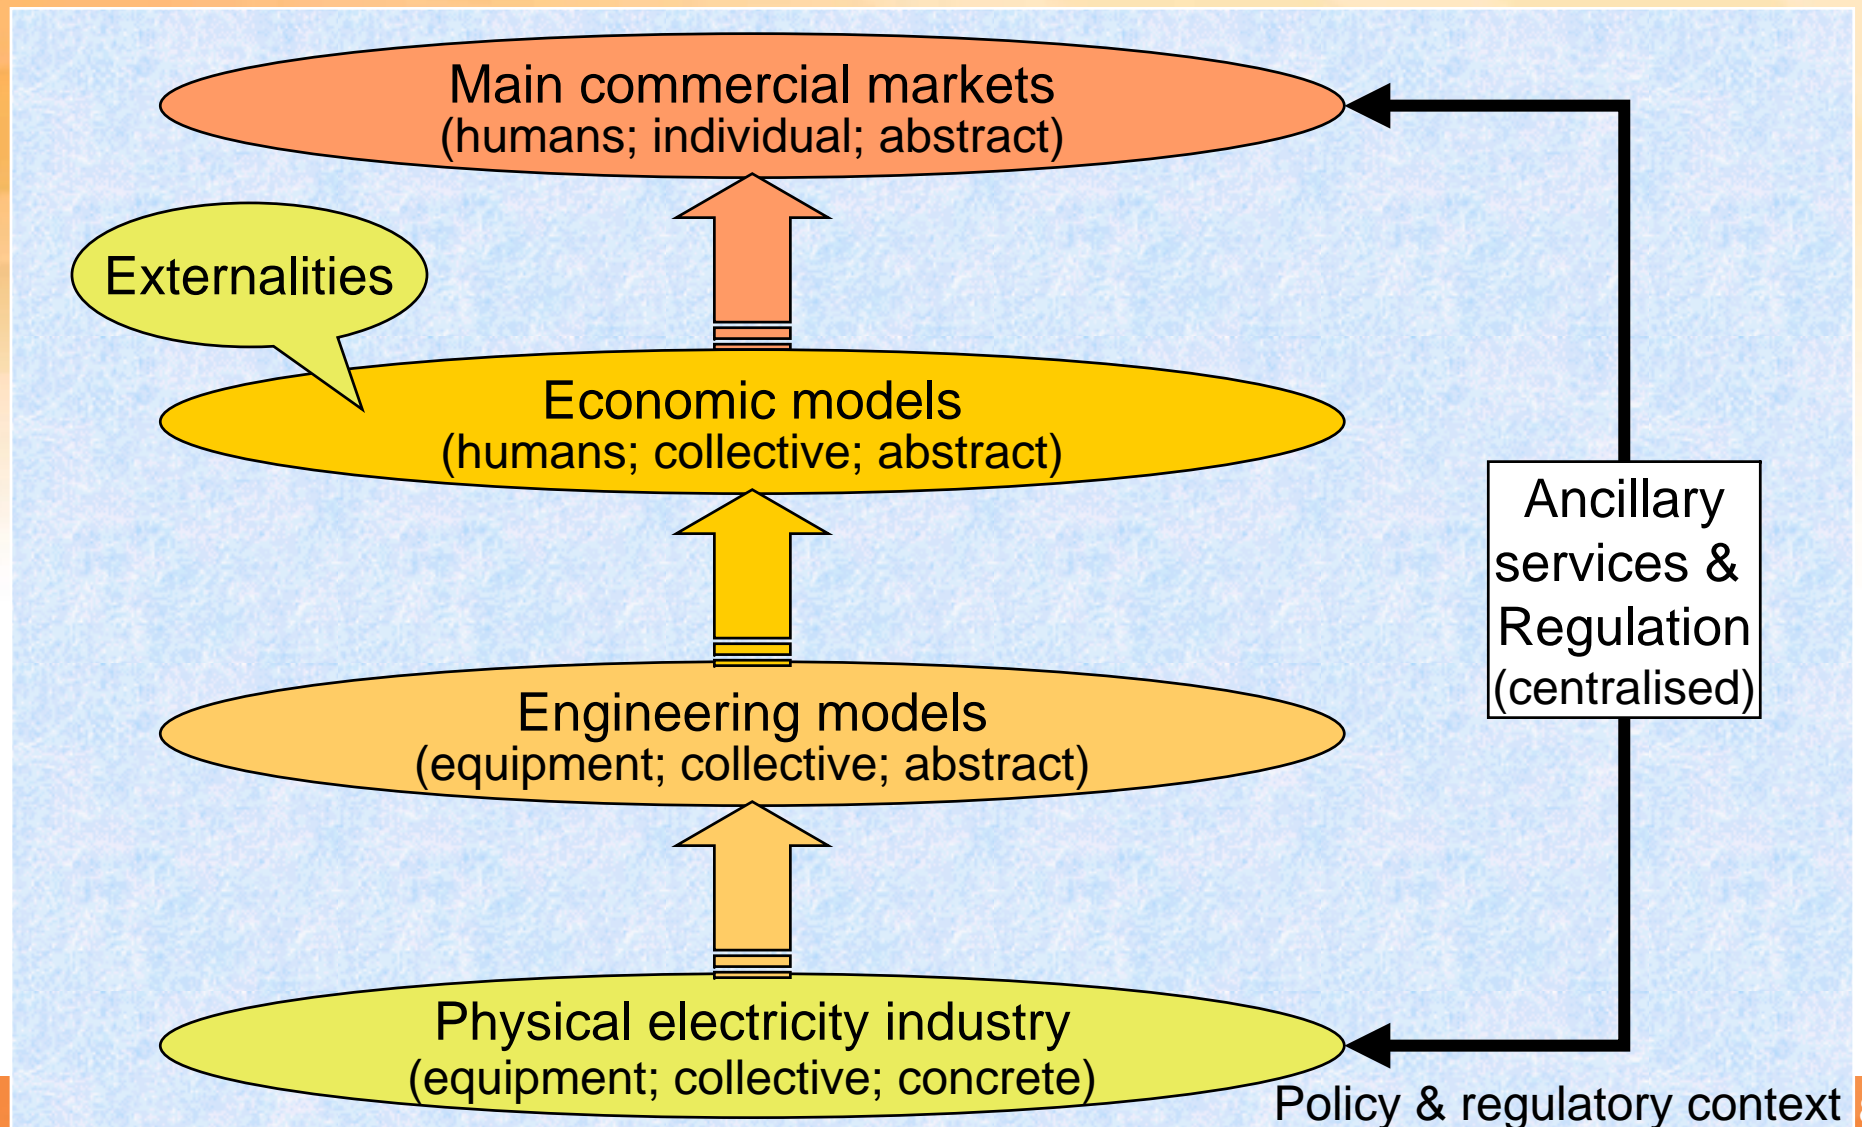 Main commercial markets
(humans; individual; abstract)
Externalities
Economic models
(humans; collective; abstract)
Ancillary
services &
Regulation
(centralised)
Engineering models
(equipment; collective; abstract)
Physical electricity industry
(equipment; collective; concrete)
Policy & regulatory context